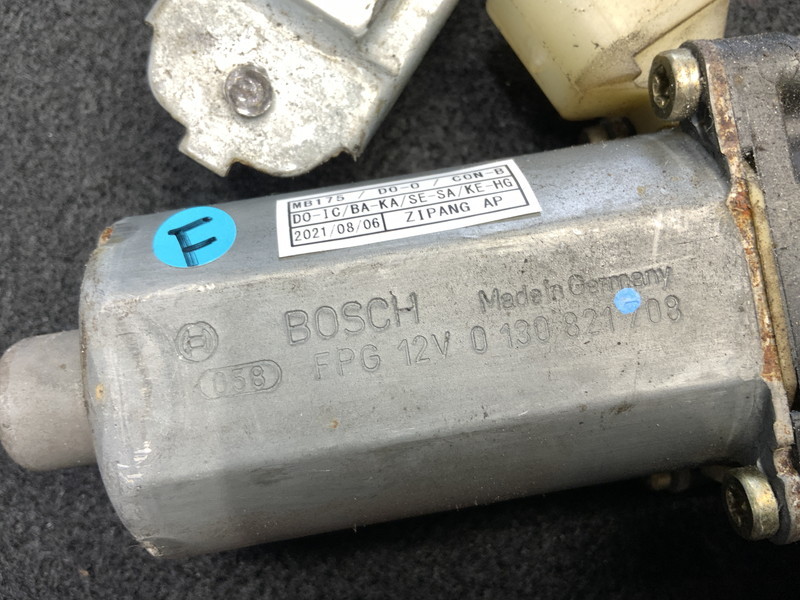 MB175 / DO-D / CON-B
DO-IC/BA-KA/SE-SA/KE-HG
2021/08/06 ZIPANG AP
F
BOSCH Made in Germany
058 FPG 12V 0 130 821 708